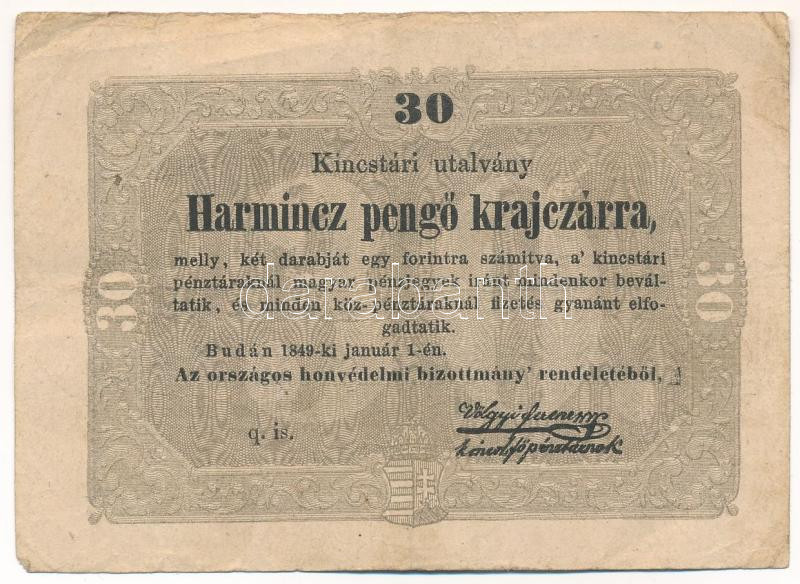 30
Kincstári utalvány
Harmincz pengő krajczárra,
melly, két darabját egy forintra számitva, a' kincstári
pénztáraknál magyar pénzjegyek iránt mindenkor bevál-
tatik, és minden köz-pénztáraknál fizetés gyanánt elfo-
gadtatik.
darabanth
30
30
Budán 1849-ki január 1-én.
Az országos honvédelmi bizottmány' rendeletéből,
q. is.